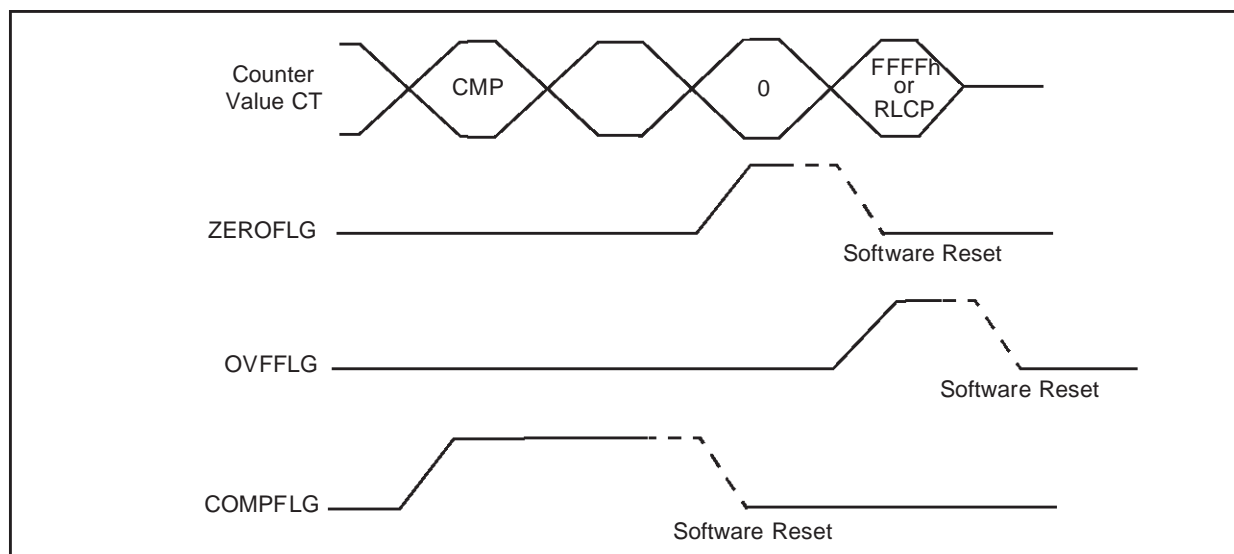 Counter
Value CT
CMP
0
FFFFh
or
RLCP
ZEROFLG
Software Reset
OVFFLG
Software Reset
COMPFLG
Software Reset